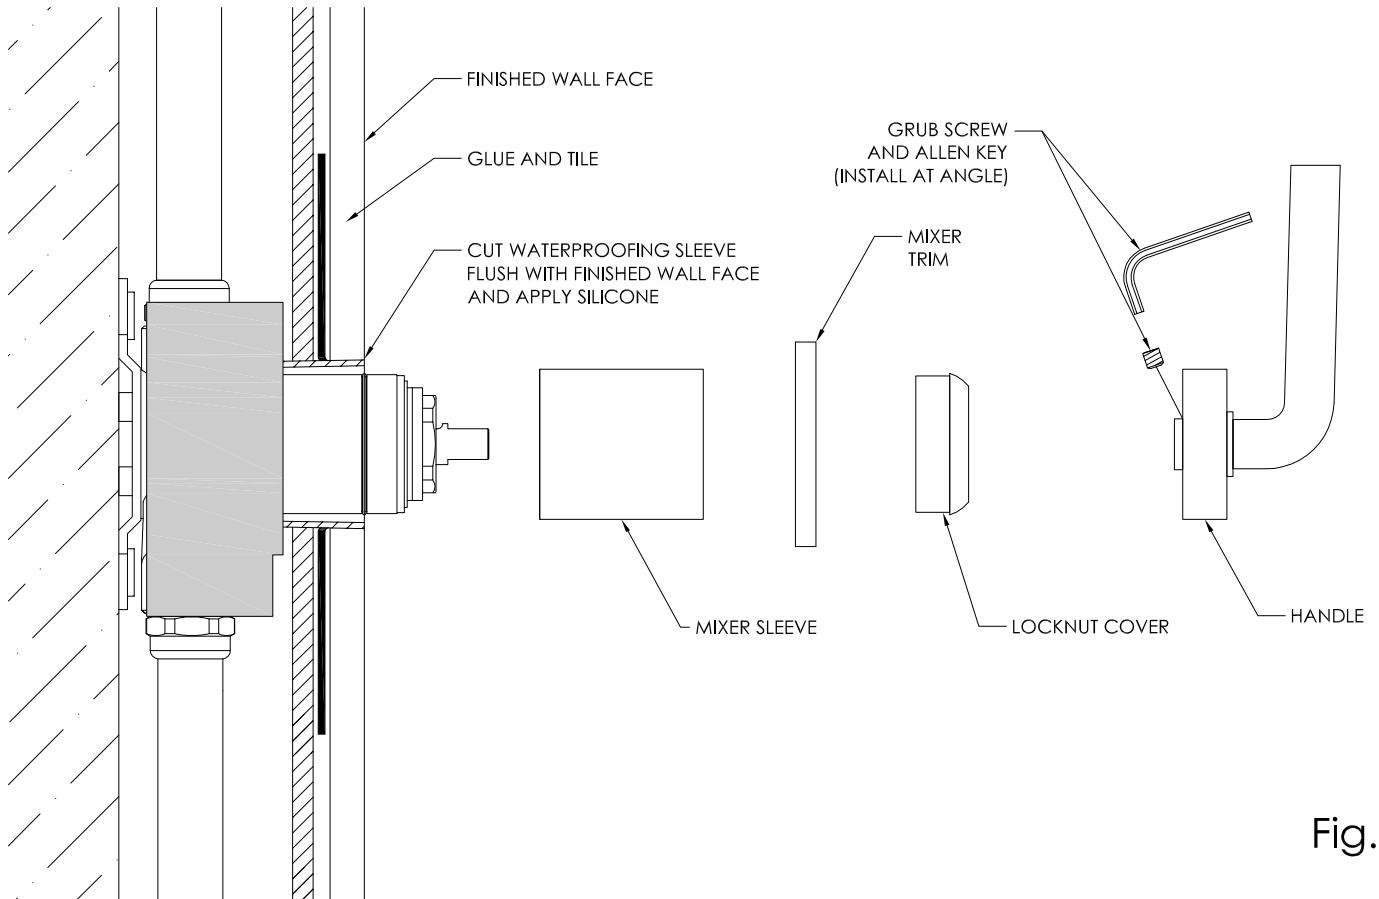 FINISHED WALL FACE
GLUE AND TILE
CUT WATERPROOFING SLEEVE
FLUSH WITH FINISHED WALL FACE
AND APPLY SILICONE
GRUB SCREW
AND ALLEN KEY
(INSTALL AT ANGLE)
MIXER
TRIM
MIXER SLEEVE
LOCKNUT COVER
HANDLE
Fig.